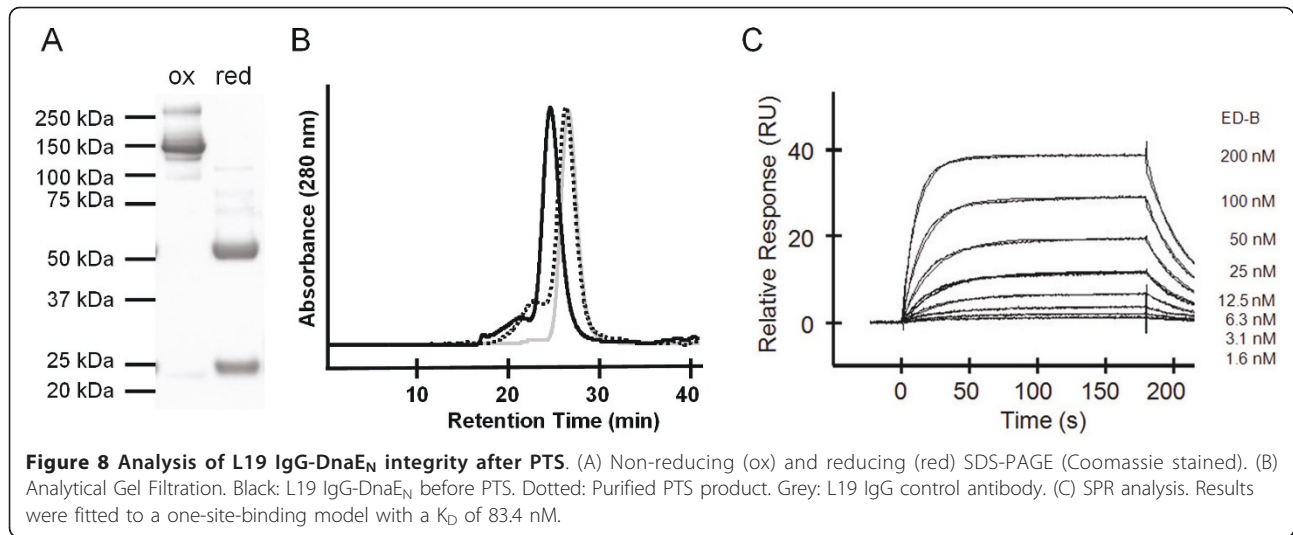 A
ox red
250 kDa
150 kDa
100 kDa
75 kDa
50 kDa
37 kDa
25 kDa
20 kDa
B
Absorbance (280 nm)
10 20 30 40
Retention Time (min)
C
Relative Response (RU)
40
20
0
0 50 100 150 200
Time (s)
ED-B
200 nM
100 nM
50 nM
25 nM
12.5 nM
6.3 nM
3.1 nM
1.6 nM
Figure 8 Analysis of L19 IgG-DnaEN integrity after PTS. (A) Non-reducing (ox) and reducing (red) SDS-PAGE (Coomassie stained). (B)
Analytical Gel Filtration. Black: L19 IgG-DnaEN before PTS. Dotted: Purified PTS product. Grey: L19 IgG control antibody. (C) SPR analysis. Results
were fitted to a one-site-binding model with a KD of 83.4 nM.